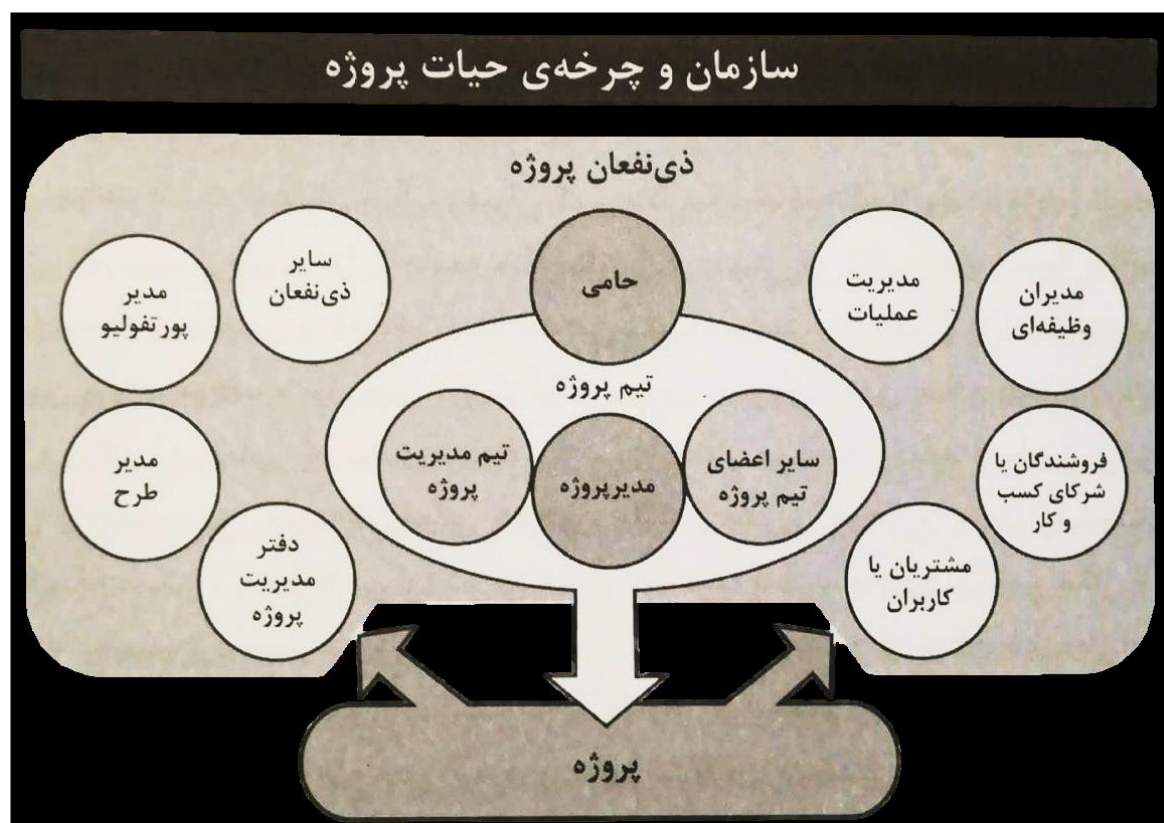 سازمان و چرخه‌ی حیات پروژه
ذی‌نفعان پروژه
حامی
مدیریت
عملیات
مدیران
وظیفه‌ای
سایر
ذی‌نفعان
مدیر
پورتفولیو
تیم پروژه
سایر اعضای
تیم پروژه
مدیرپروژه
تیم مدیریت
پروژه
فروشندگان یا
شرکای کسب
و کار
مدیر
طرح
مشتریان یا
کاربران
دفتر
مدیریت
پروژه
پروژه